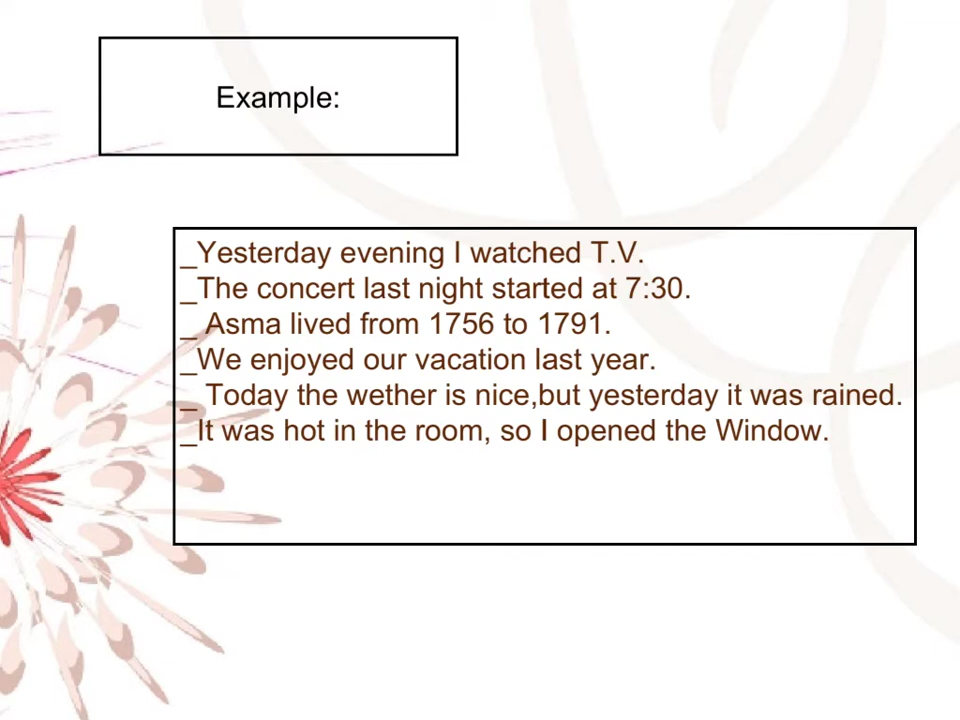 Example:
_Yesterday evening I watched T.V.
_The concert last night started at 7:30.
_ Asma lived from 1756 to 1791.
_We enjoyed our vacation last year.
_ Today the wether is nice,but yesterday it was rained.
_It was hot in the room, so I opened the Window.